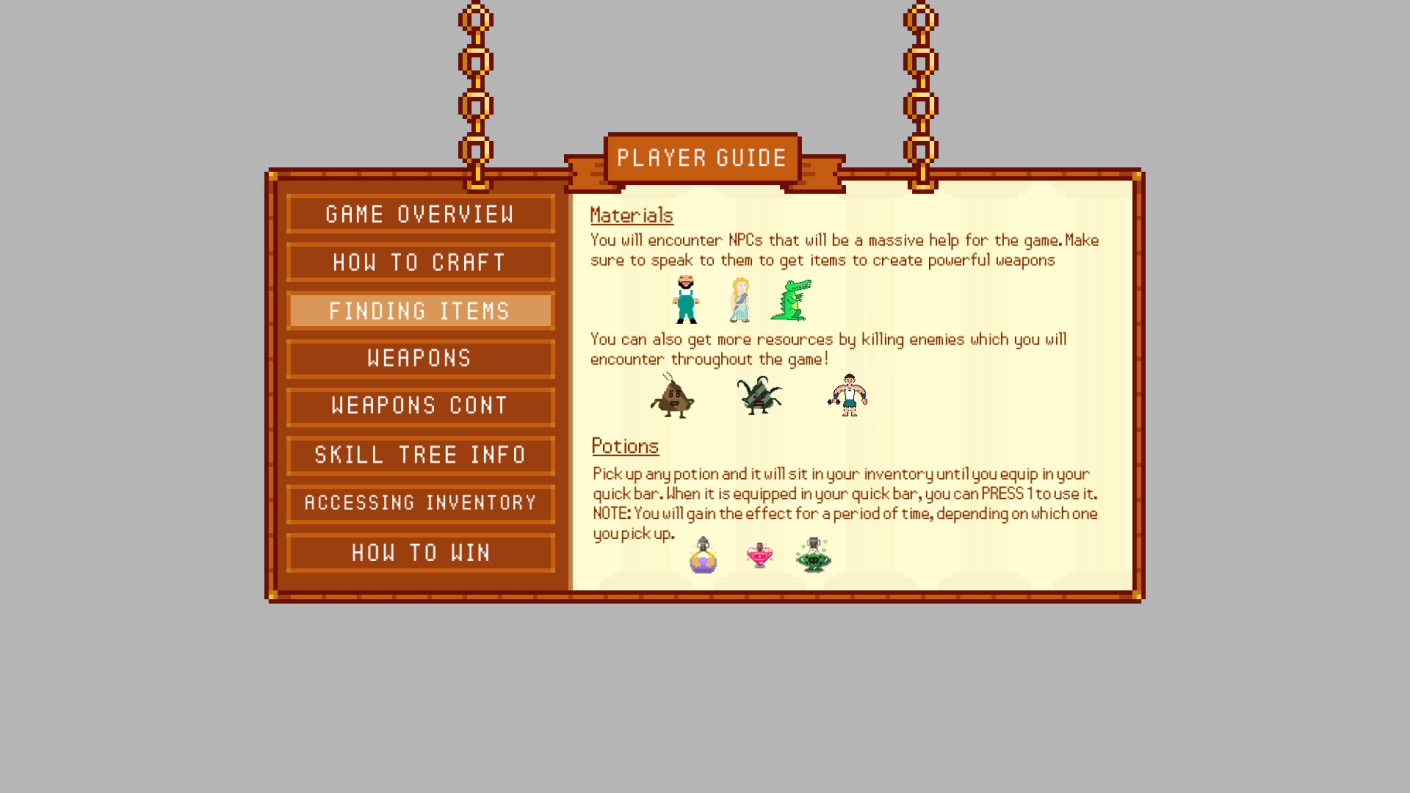 PLAYER GUIDE
GAME OVERVIEW
HOW TO CRAFT
FINDING ITEMS
WEAPONS
WEAPONS CONT
SKILL TREE INFO
ACCESSING INVENTORY
HOW TO WIN
Materials
You will encounter NPCs that will be a massive help for the game. Make
sure to speak to them to get items to create powerful weapons
You can also get more resources by killing enemies which you will
encounter throughout the game!
Potions
Pick up any potion and it will sit in your inventory until you equip in your
quick bar. When it is equipped in your quick bar, you can PRESS 1 to use it.
NOTE: You will gain the effect for a period of time, depending on which one
you pick up.